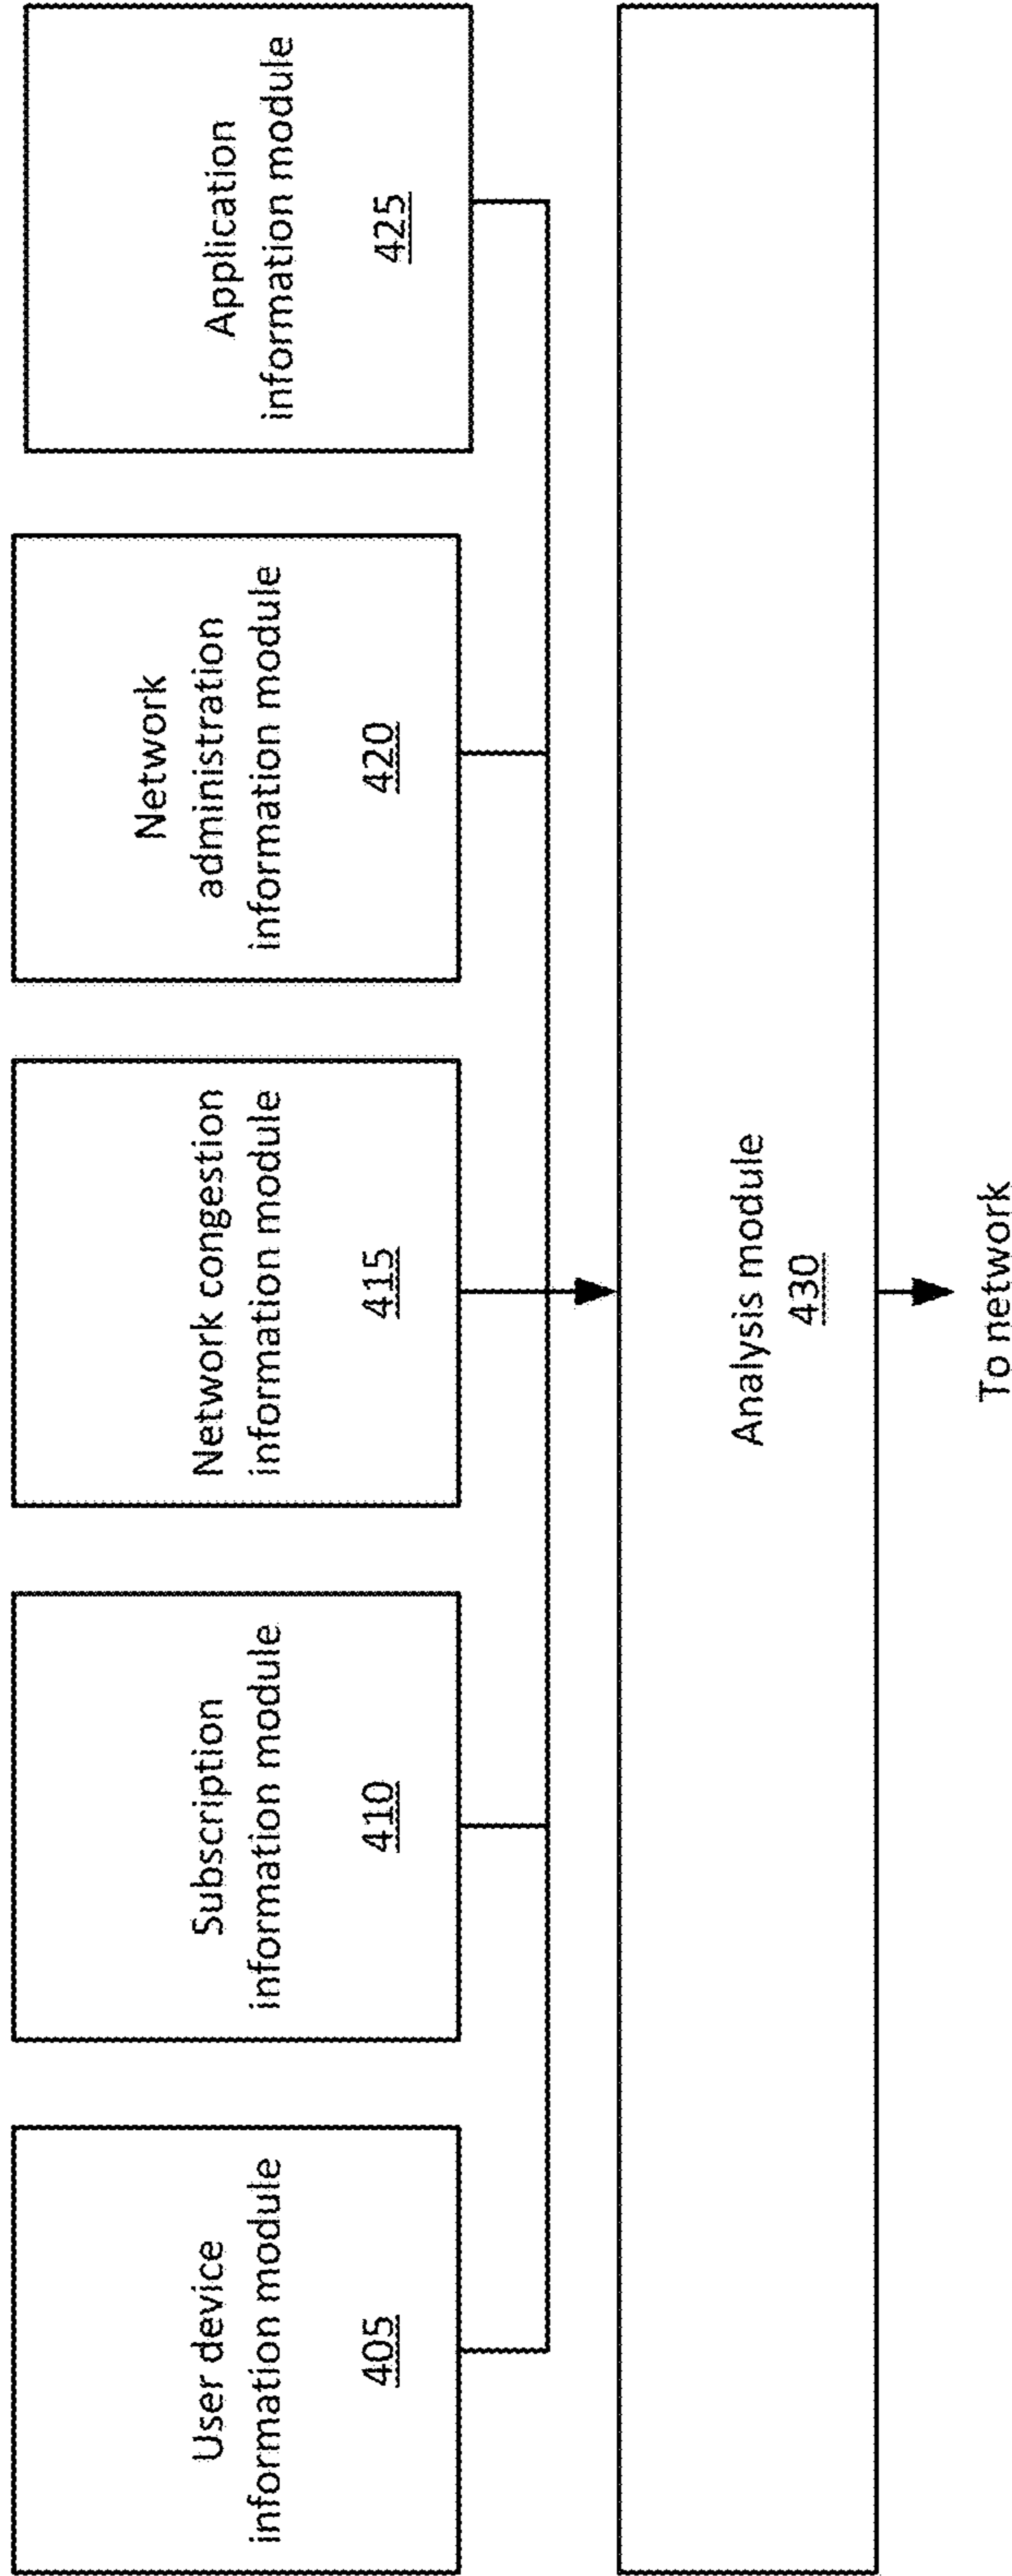 User device
information module
405
Subscription
information module
410
Network congestion
information module
415
Network
administration
information module
420
Application
information module
425
Analysis module
430
To network